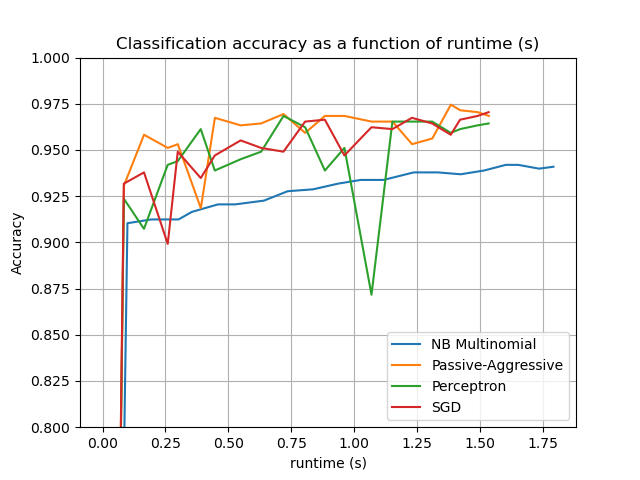 Classification accuracy as a function of runtime (s)
1.000
0.975
0.950
0.925
0.900
0.875
0.850
0.825
0.800
Accuracy
NB Multinomial
Passive-Aggressive
Perceptron
SGD
0.00 0.25 0.50 0.75 1.00 1.25 1.50 1.75
runtime (s)